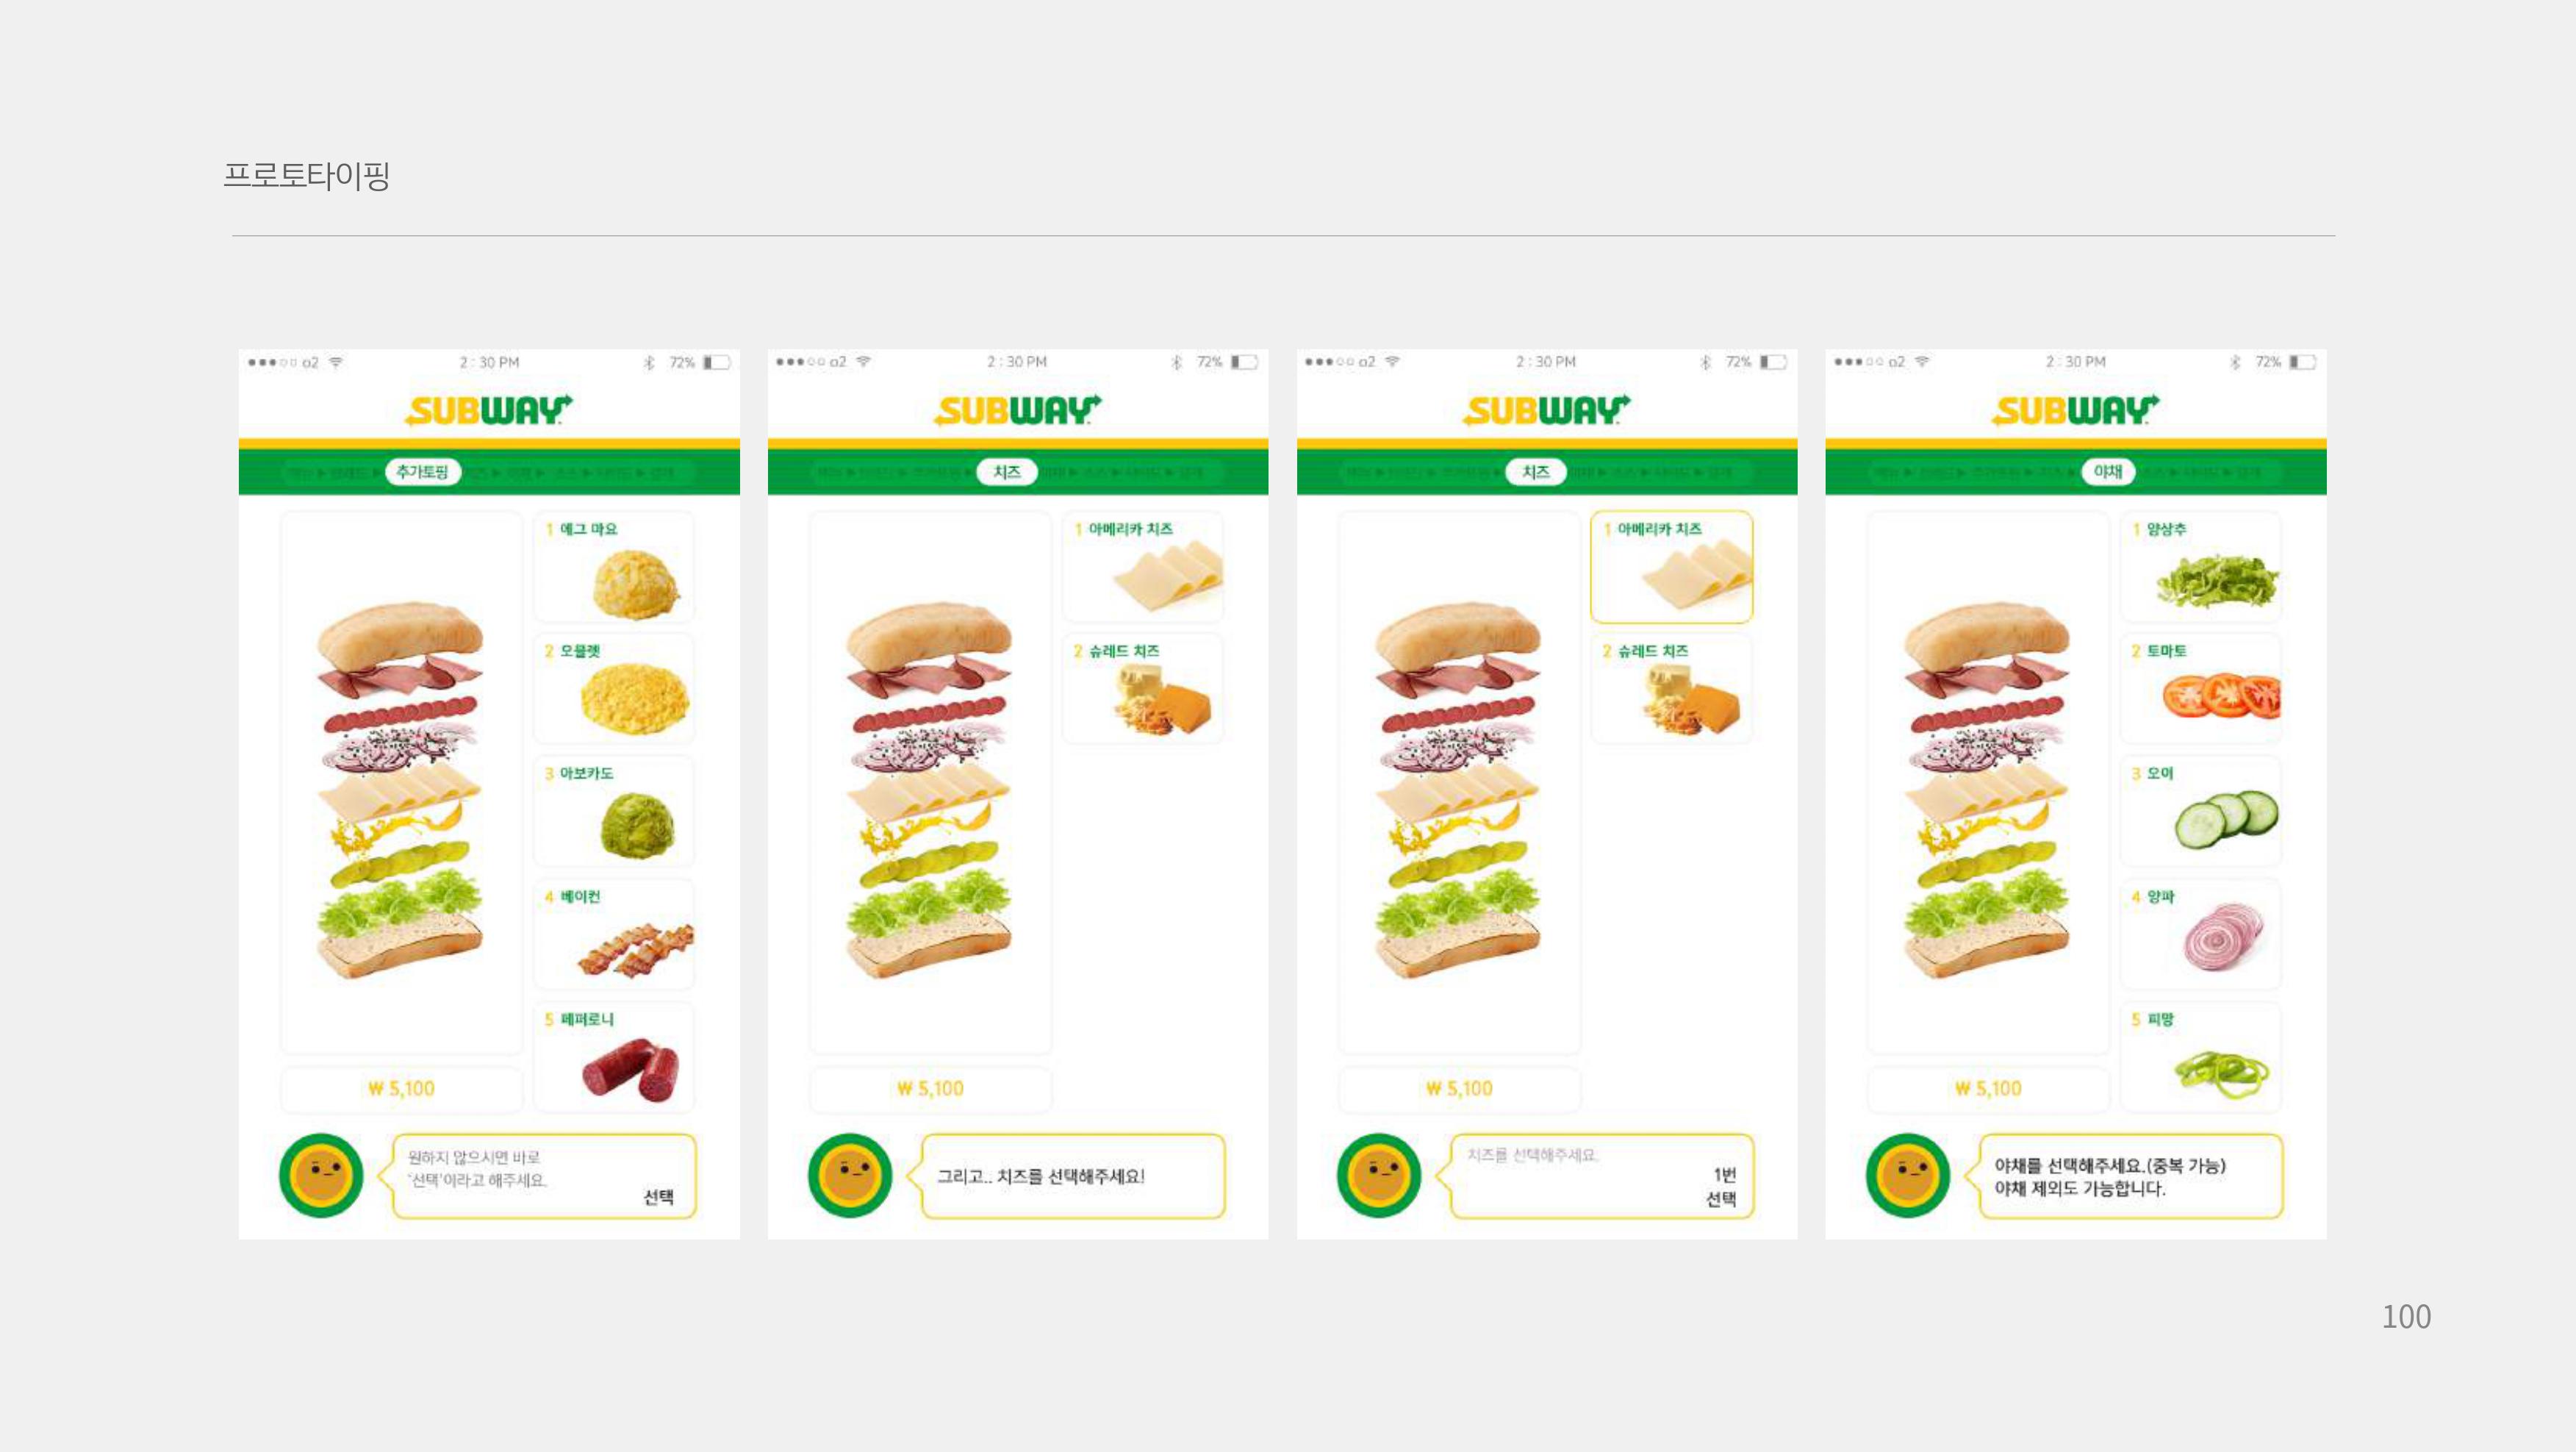 프로토타이핑
●●●○○ o2 2 : 30 PM 72%
SUBWAY
추가토핑
1 에그 마요
2 오믈렛
3 아보카도
4 베이컨
5 페퍼로니
₩ 5,100
원하지 않으시면 바로
'선택'이라고 해주세요.
선택
●●●○○ o2 2 : 30 PM 72%
SUBWAY
치즈
1 아메리카 치즈
2 슈레드 치즈
₩ 5,100
그리고.. 치즈를 선택해주세요!
●●●○○ o2 2 : 30 PM 72%
SUBWAY
치즈
1 아메리카 치즈
2 슈레드 치즈
₩ 5,100
치즈를 선택해주세요.
1번
선택
●●●○○ o2 2 : 30 PM 72%
SUBWAY
야채
1 양상추
2 토마토
3 오이
4 양파
5 피망
₩ 5,100
야채를 선택해주세요.(중복 가능)
야채 제외도 가능합니다.
100